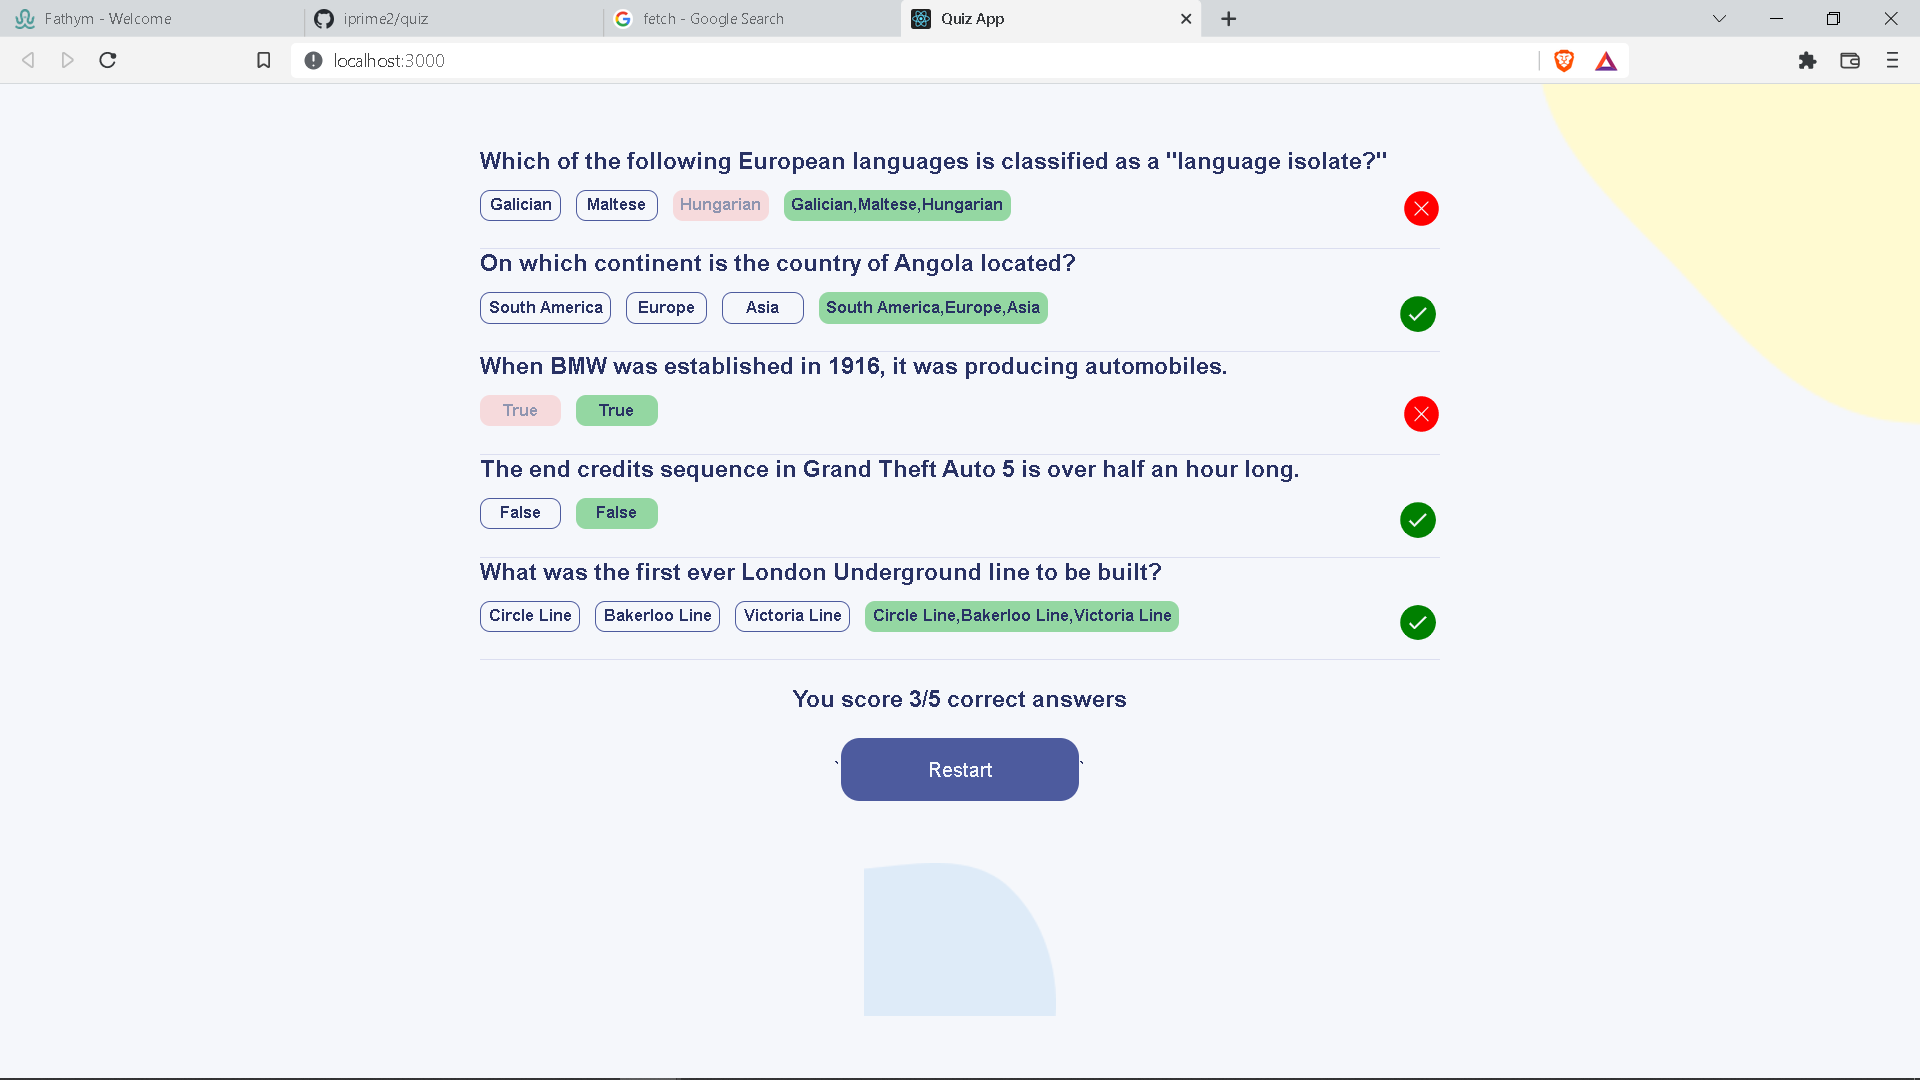 Fathym - Welcome
iprime2/quiz
fetch - Google Search
Quiz App
localhost:3000
Which of the following European languages is classified as a "language isolate?"
Galician Maltese Hungarian Galician,Maltese,Hungarian
On which continent is the country of Angola located?
South America Europe Asia South America,Europe,Asia
When BMW was established in 1916, it was producing automobiles.
True True
The end credits sequence in Grand Theft Auto 5 is over half an hour long.
False False
What was the first ever London Underground line to be built?
Circle Line Bakerloo Line Victoria Line Circle Line,Bakerloo Line,Victoria Line
You score 3/5 correct answers
` Restart `